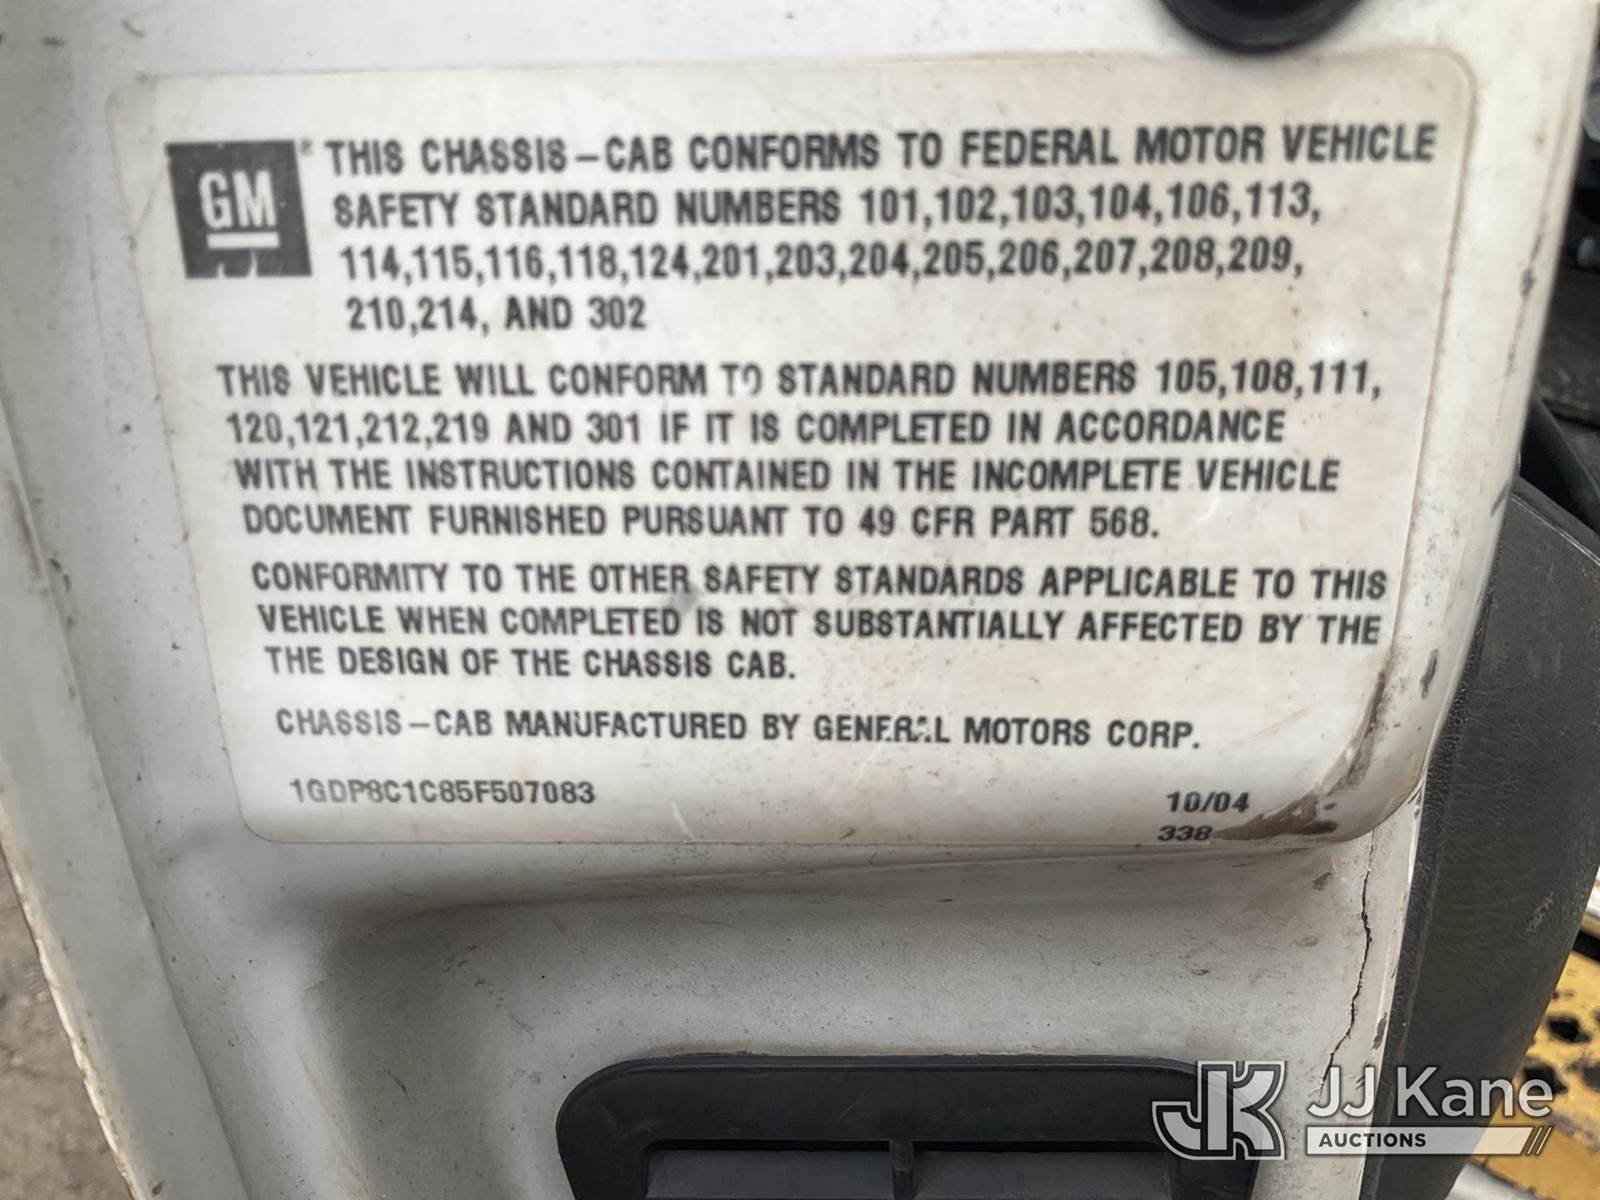 GM® THIS CHASSIS-CAB CONFORMS TO FEDERAL MOTOR VEHICLE
SAFETY STANDARD NUMBERS 101,102,103,104,106,113,
114,115,116,118,124,201,203,204,205,206,207,208,209,
210,214, AND 302
THIS VEHICLE WILL CONFORM TO STANDARD NUMBERS 105,108,111,
120,121,212,219 AND 301 IF IT IS COMPLETED IN ACCORDANCE
WITH THE INSTRUCTIONS CONTAINED IN THE INCOMPLETE VEHICLE
DOCUMENT FURNISHED PURSUANT TO 49 CFR PART 568.
CONFORMITY TO THE OTHER SAFETY STANDARDS APPLICABLE TO THIS
VEHICLE WHEN COMPLETED IS NOT SUBSTANTIALLY AFFECTED BY THE
THE DESIGN OF THE CHASSIS CAB.
CHASSIS-CAB MANUFACTURED BY GENERAL MOTORS CORP.
1GDP8C1C85F507083 10/04
338
JK JJ Kane
AUCTIONS